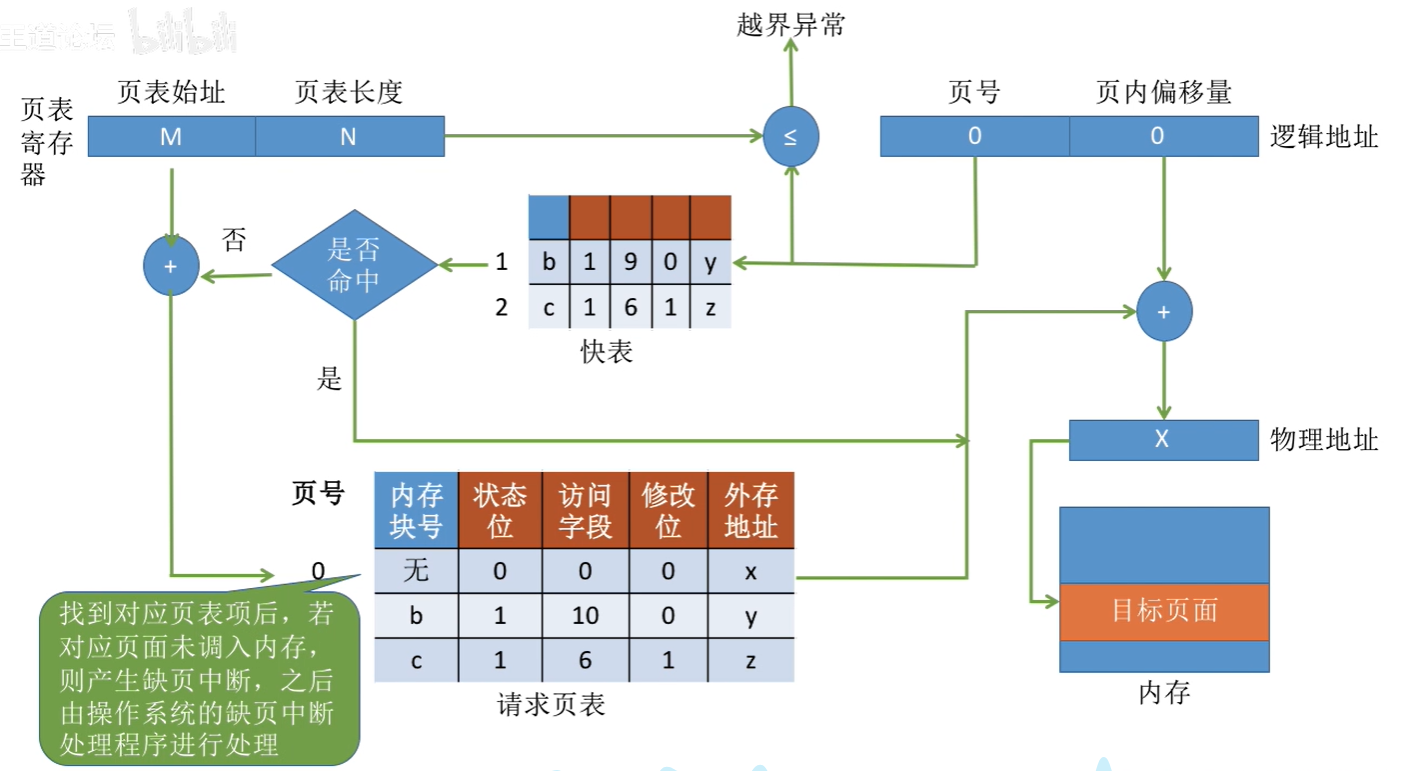 王道论坛 bilibili
越界异常
页表始址 页表长度
页号 页内偏移量
页表
寄存
器
M N
≤
0 0
逻辑地址
+
否
是否
命中
1 b 1 9 0 y
2 c 1 6 1 z
快表
+
是
X
物理地址
页号
内存
块号
状态
位
访问
字段
修改
位
外存
地址
0 无 0 0 0 x
b 1 10 0 y
c 1 6 1 z
请求页表
目标页面
内存
找到对应页表项后，若
对应页面未调入内存，
则产生缺页中断，之后
由操作系统的缺页中断
处理程序进行处理